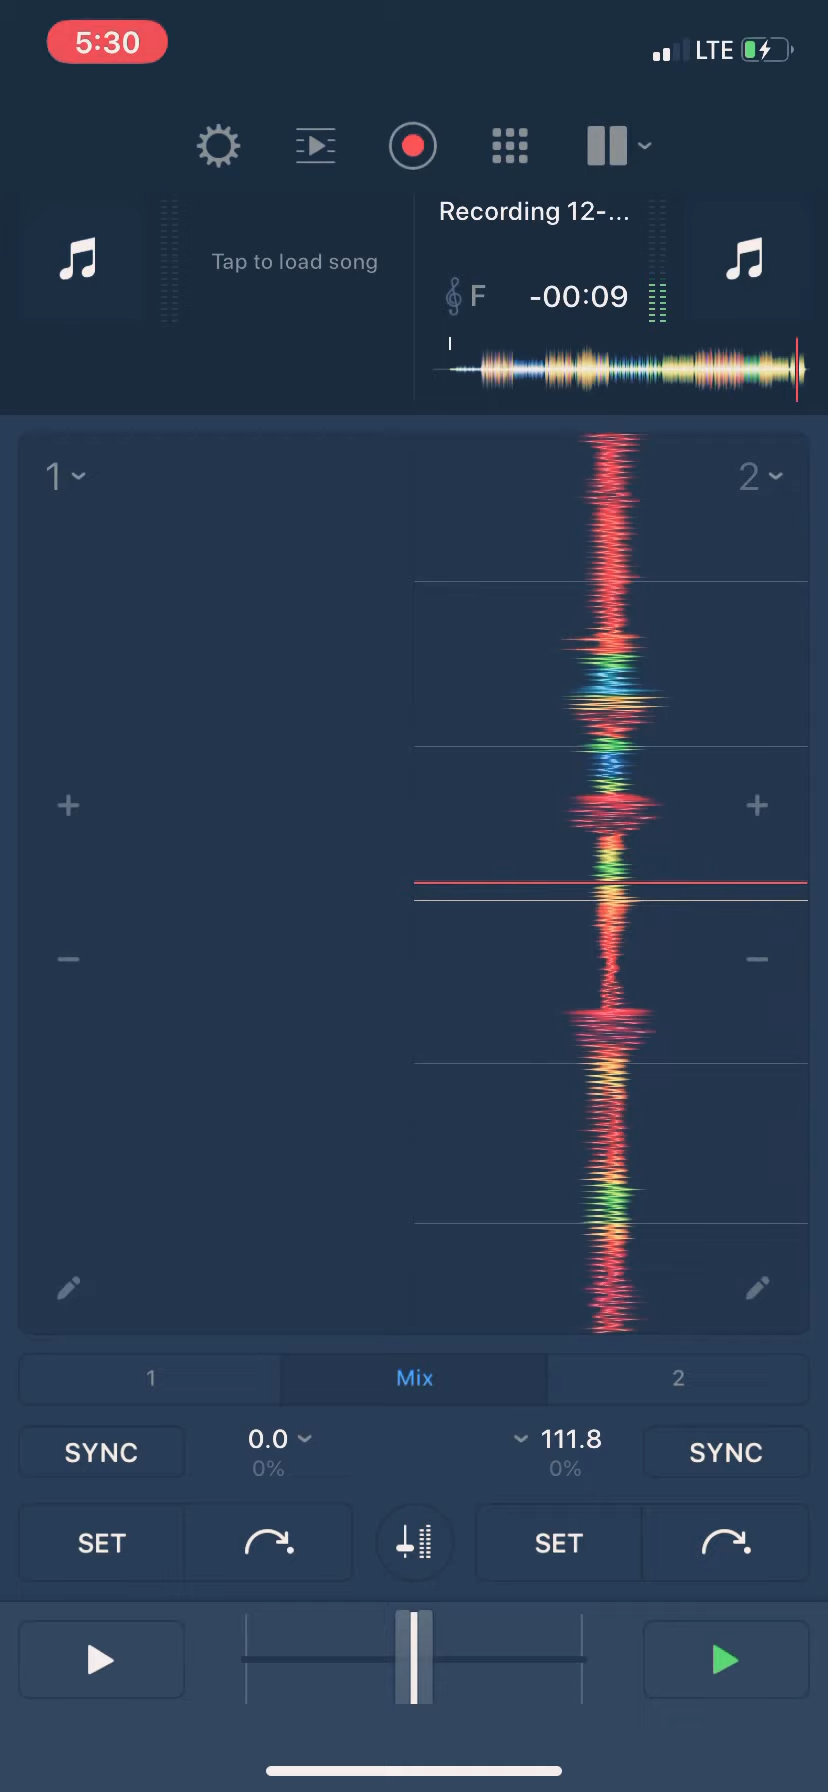 5:30
LTE
Recording 12-...
Tap to load song
F
-00:09
1
2
1
Mix
2
SYNC
0.0
111.8
SYNC
0%
0%
SET
SET